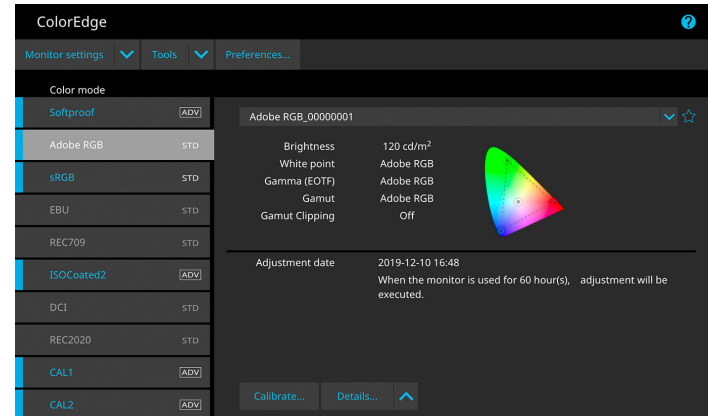 ColorEdge
?
Monitor settings Tools Preferences...
Color mode
Softproof ADV
Adobe RGB STD
sRGB STD
EBU STD
REC709 STD
ISOCoated2 ADV
DCI STD
REC2020 STD
CAL1 ADV
CAL2 ADV
Adobe RGB_00000001
Brightness 120 cd/m²
White point Adobe RGB
Gamma (EOTF) Adobe RGB
Gamut Adobe RGB
Gamut Clipping Off
Adjustment date 2019-12-10 16:48
When the monitor is used for 60 hour(s), adjustment will be
executed.
Calibrate... Details...